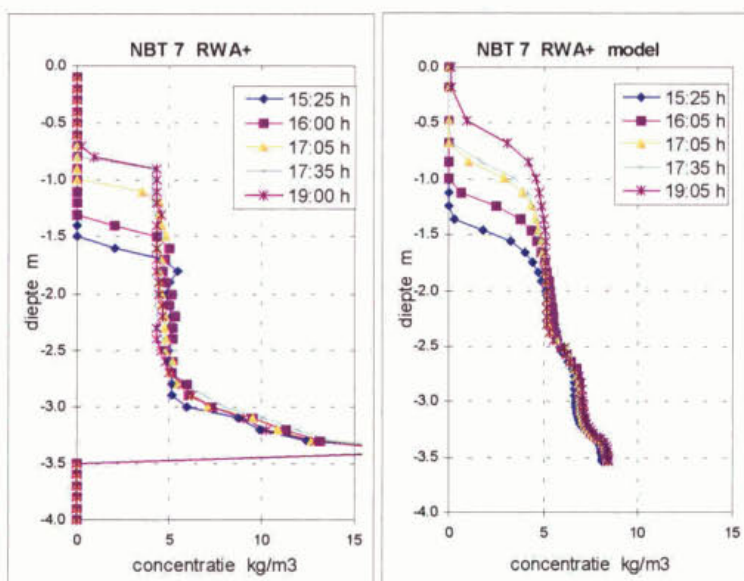 NBT 7 RWA+
0.0
-0.5
-1.0
-1.5
-2.0
-2.5
-3.0
-3.5
-4.0
diepte m
15:25 h
16:00 h
17:05 h
17:35 h
19:00 h
0
5
10
15
concentratie kg/m3
NBT 7 RWA+ model
0.0
-0.5
-1.0
-1.5
-2.0
-2.5
-3.0
-3.5
-4.0
diepte m
15:25 h
16:05 h
17:05 h
17:35 h
19:05 h
0
5
10
15
concentratie kg/m3